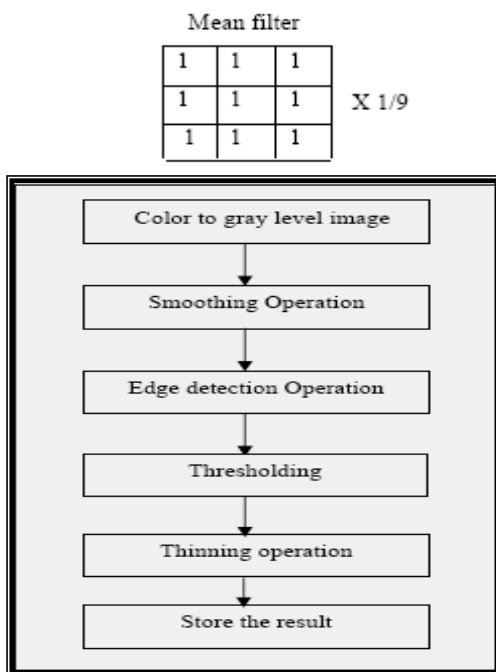 Mean filter
1 1 1
1 1 1 X 1/9
1 1 1
Color to gray level image
Smoothing Operation
Edge detection Operation
Thresholding
Thinning operation
Store the result